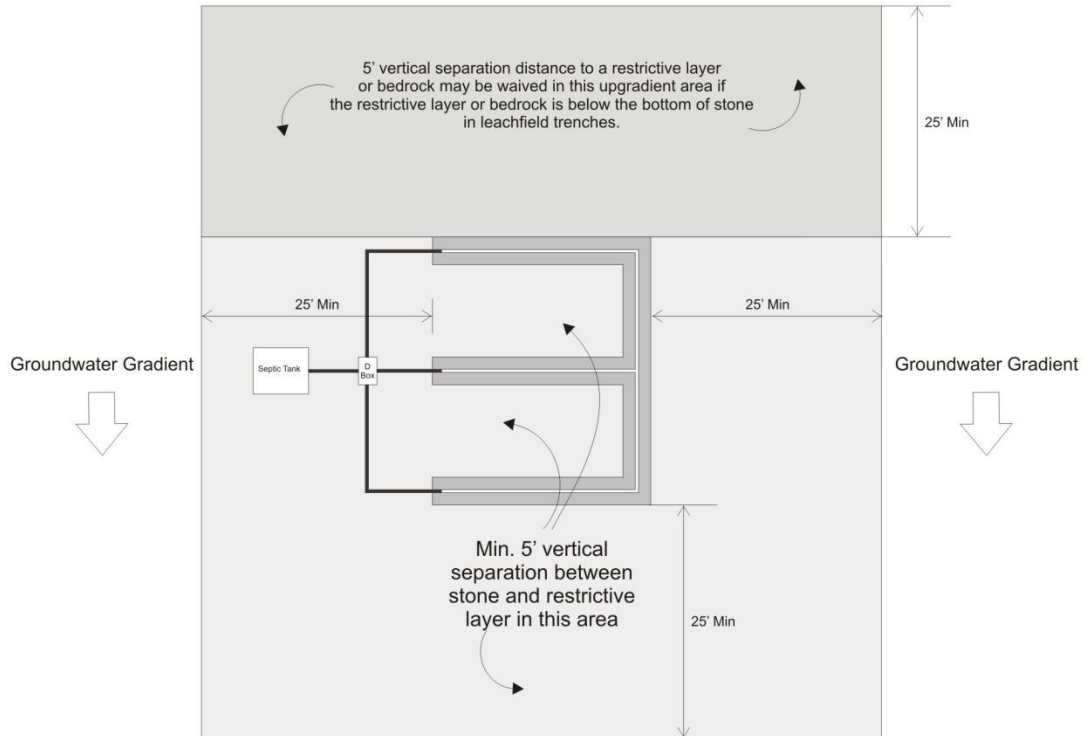 5' vertical separation distance to a restrictive layer
or bedrock may be waived in this upgradient area if
the restrictive layer or bedrock is below the bottom of stone
in leachfield trenches.
25' Min
25' Min
25' Min
Groundwater Gradient
Septic Tank
D
Box
Groundwater Gradient
Min. 5' vertical
separation between
stone and restrictive
layer in this area
25' Min